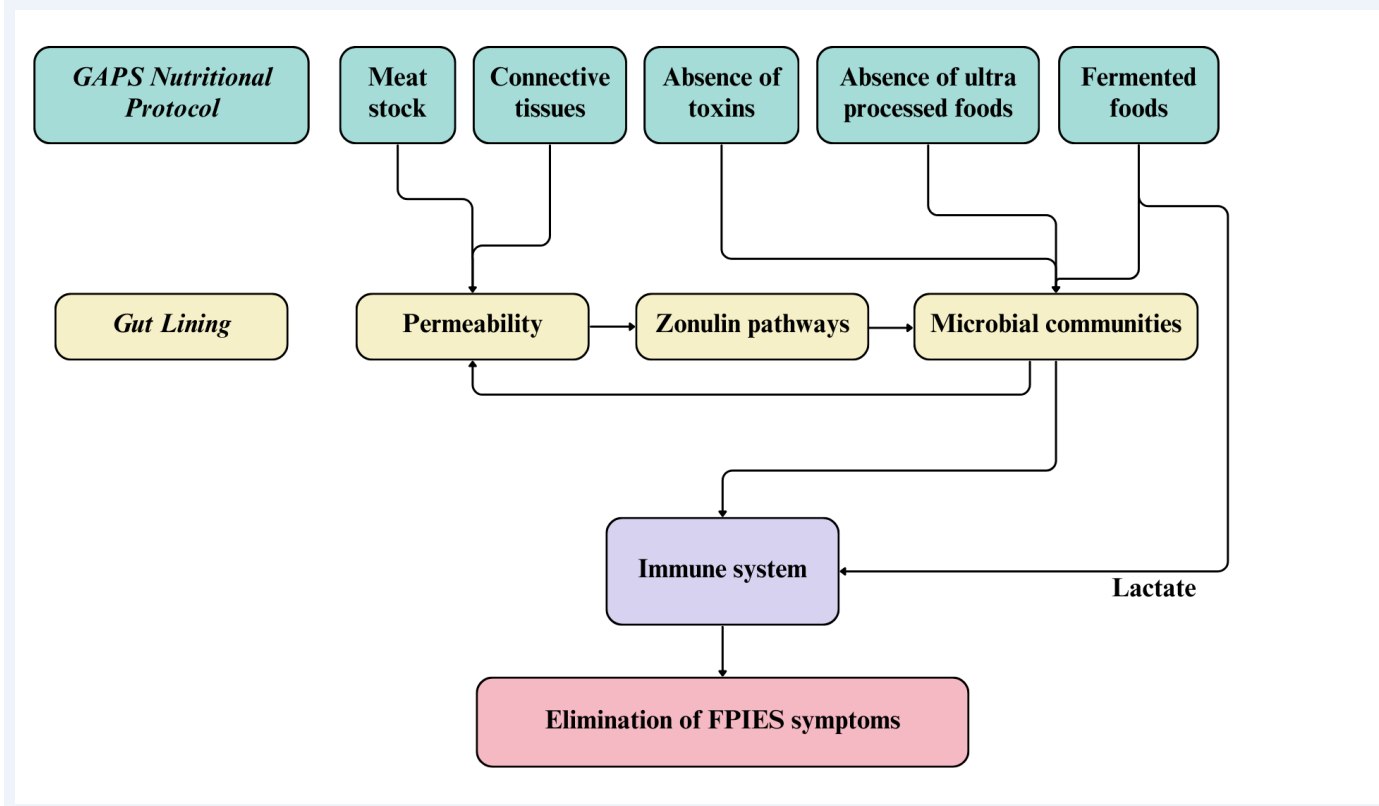 GAPS Nutritional
Protocol
Meat
stock
Connective
tissues
Absence of
toxins
Absence of ultra
processed foods
Fermented
foods
Gut Lining
Permeability
Zonulin pathways
Microbial communities
Immune system
Lactate
Elimination of FPIES symptoms